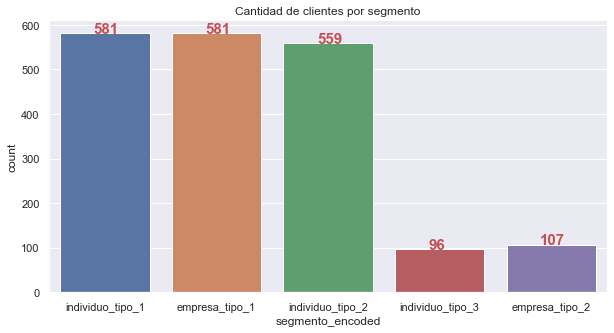 Cantidad de clientes por segmento
600
500
400
300
200
100
0
count
581
581
559
96
107
individuo_tipo_1
empresa_tipo_1
individuo_tipo_2
individuo_tipo_3
empresa_tipo_2
segmento_encoded